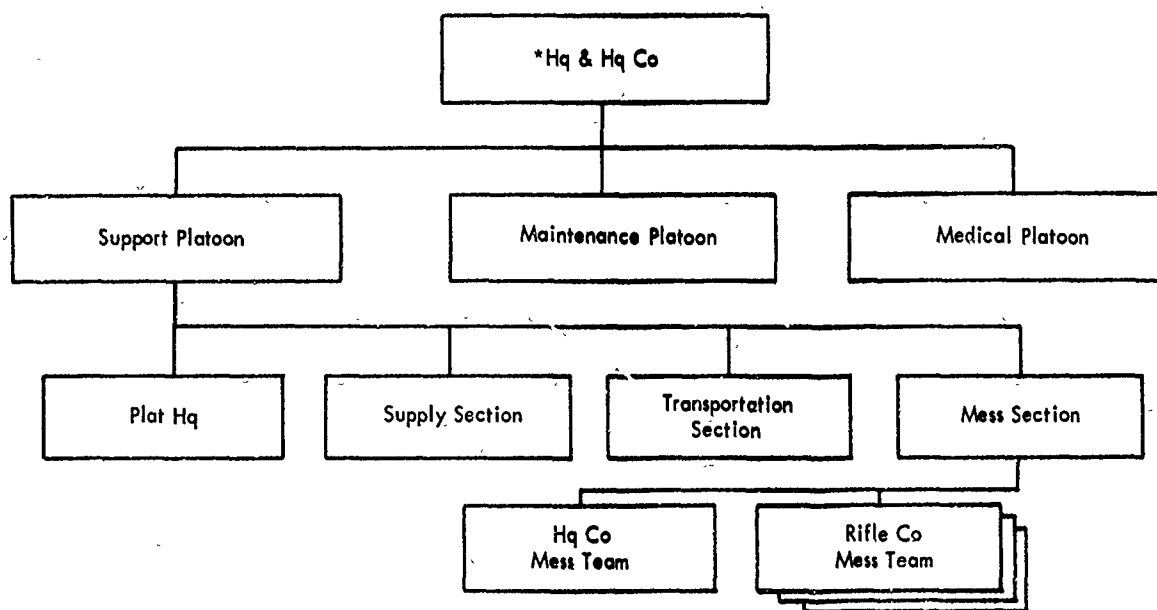 *Hq & Hq Co
Support Platoon
Maintenance Platoon
Medical Platoon
Plat Hq
Supply Section
Transportation
Section
Mess Section
Hq Co
Mess Team
Rifle Co
Mess Team